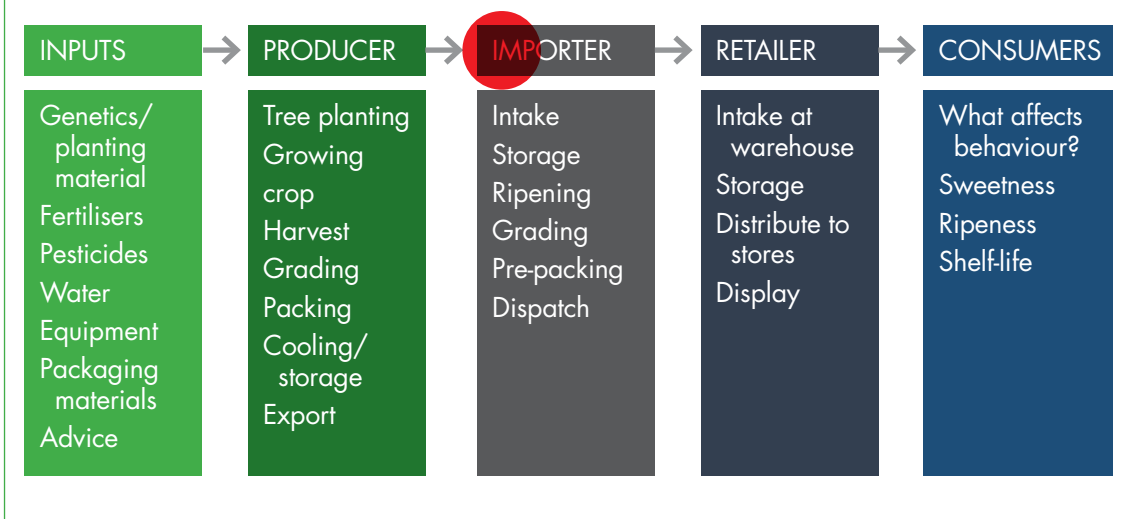 INPUTS
Genetics/
planting
material
Fertilisers
Pesticides
Water
Equipment
Packaging
materials
Advice
PRODUCER
Tree planting
Growing
crop
Harvest
Grading
Packing
Cooling/
storage
Export
IMPORTER
Intake
Storage
Ripening
Grading
Pre-packing
Dispatch
RETAILER
Intake at
warehouse
Storage
Distribute to
stores
Display
CONSUMERS
What affects
behaviour?
Sweetness
Ripeness
Shelf-life